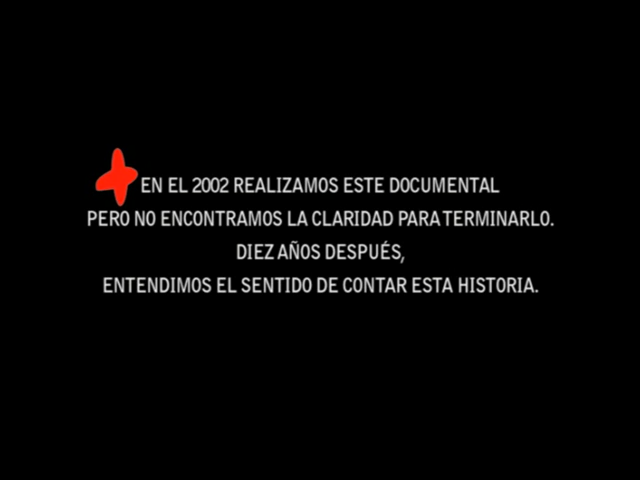 EN EL 2002 REALIZAMOS ESTE DOCUMENTAL
PERO NO ENCONTRAMOS LA CLARIDAD PARA TERMINARLO.
DIEZ AÑOS DESPUÉS,
ENTENDIMOS EL SENTIDO DE CONTAR ESTA HISTORIA.